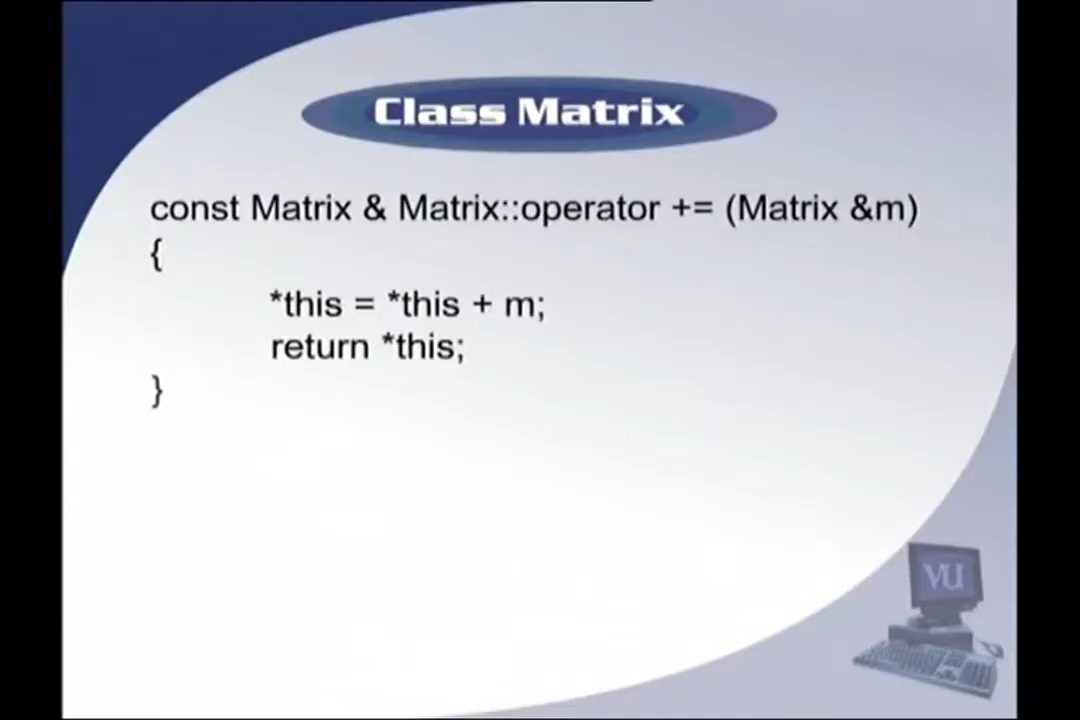 Class Matrix
const Matrix & Matrix::operator += (Matrix &m)
{
*this = *this + m;
return *this;
}
VU